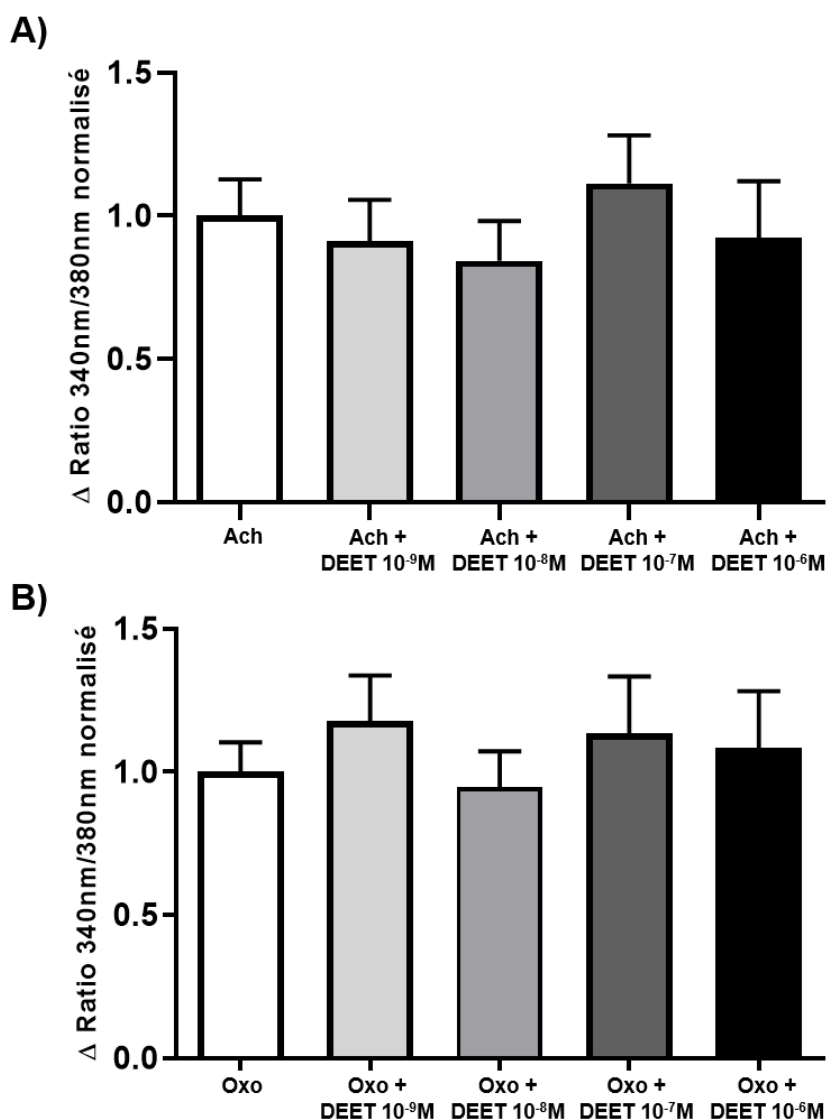 A)
Δ Ratio 340nm/380nm normalisé
1.5
1.0
0.5
0.0
Ach
Ach +
DEET 10⁻⁹M
Ach +
DEET 10⁻⁸M
Ach +
DEET 10⁻⁷M
Ach +
DEET 10⁻⁶M
B)
Δ Ratio 340nm/380nm normalisé
1.5
1.0
0.5
0.0
Oxo
Oxo +
DEET 10⁻⁹M
Oxo +
DEET 10⁻⁸M
Oxo +
DEET 10⁻⁷M
Oxo +
DEET 10⁻⁶M